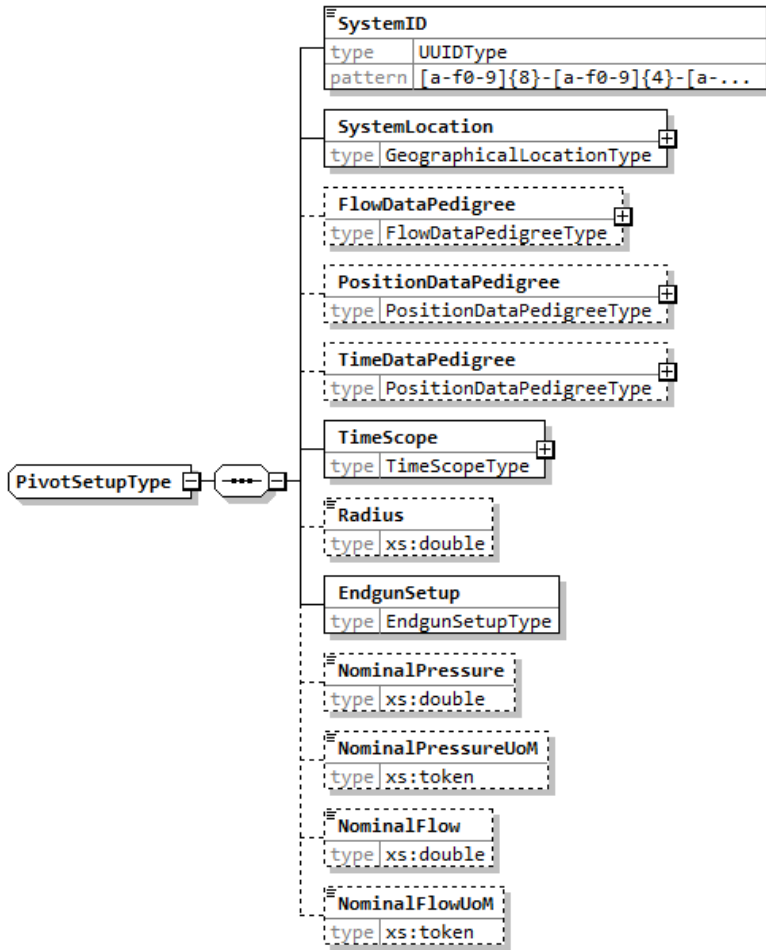 SystemID
type UUIDType
pattern [a-f0-9]{8}-[a-f0-9]{4}-[a-...
SystemLocation
type GeographicalLocationType
FlowDataPedigree
type FlowDataPedigreeType
PositionDataPedigree
type PositionDataPedigreeType
TimeDataPedigree
type PositionDataPedigreeType
TimeScope
type TimeScopeType
PivotSetupType
Radius
type xs:double
EndgunSetup
type EndgunSetupType
NominalPressure
type xs:double
NominalPressureUoM
type xs:token
NominalFlow
type xs:double
NominalFlowUoM
type xs:token